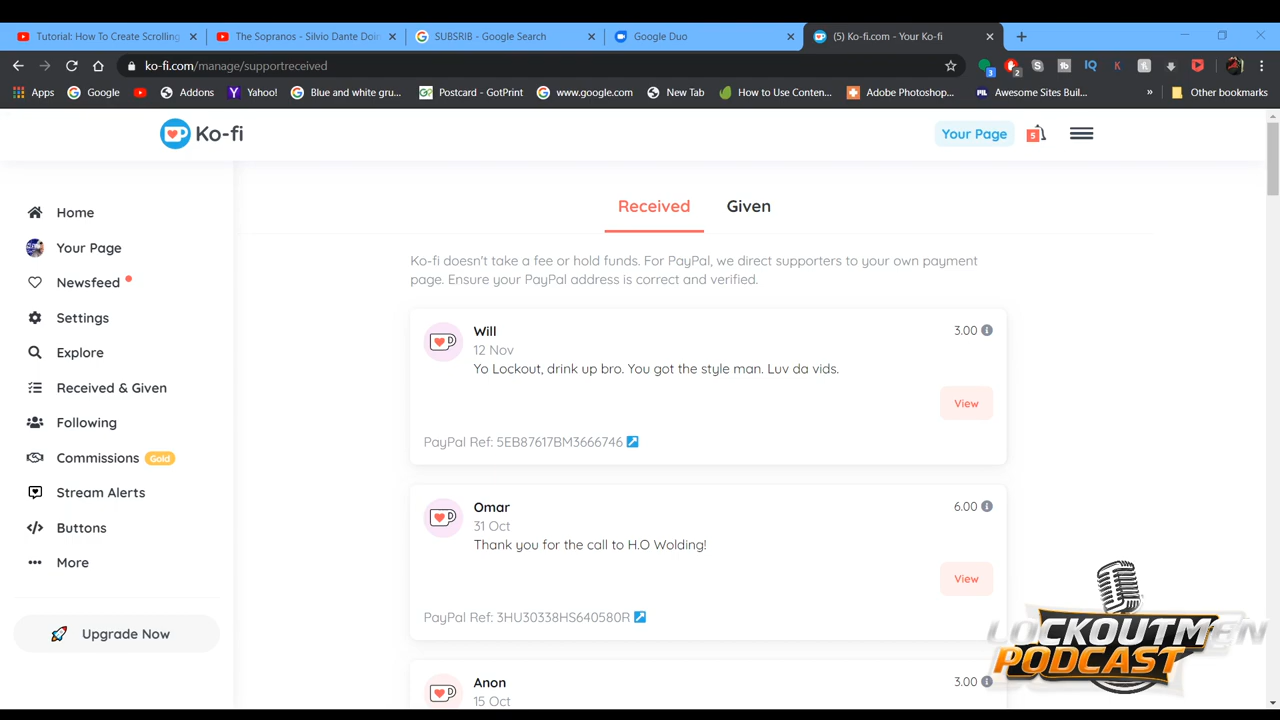 Tutorial: How To Create Scrolling
The Sopranos - Silvio Dante Doin
SUBSRIB - Google Search
Google Duo
(5) Ko-fi.com - Your Ko-fi
ko-fi.com/manage/supportreceived
Apps
Google
Addons
Yahoo!
Blue and white gru...
Postcard - GotPrint
www.google.com
New Tab
How to Use Conten...
Adobe Photoshop...
Awesome Sites Buil...
Other bookmarks
Ko-fi
Your Page
5
Home
Your Page
Newsfeed
Settings
Explore
Received & Given
Following
Commissions Gold
Stream Alerts
Buttons
More
Upgrade Now
Received
Given
Ko-fi doesn't take a fee or hold funds. For PayPal, we direct supporters to your own payment
page. Ensure your PayPal address is correct and verified.
Will
3.00
12 Nov
Yo Lockout, drink up bro. You got the style man. Luv da vids.
View
PayPal Ref: 5EB87617BM3666746
Omar
6.00
31 Oct
Thank you for the call to H.O Wolding!
View
PayPal Ref: 3HU30338HS640580R
Anon
3.00
15 Oct
LOCKOUTMEN
PODCAST